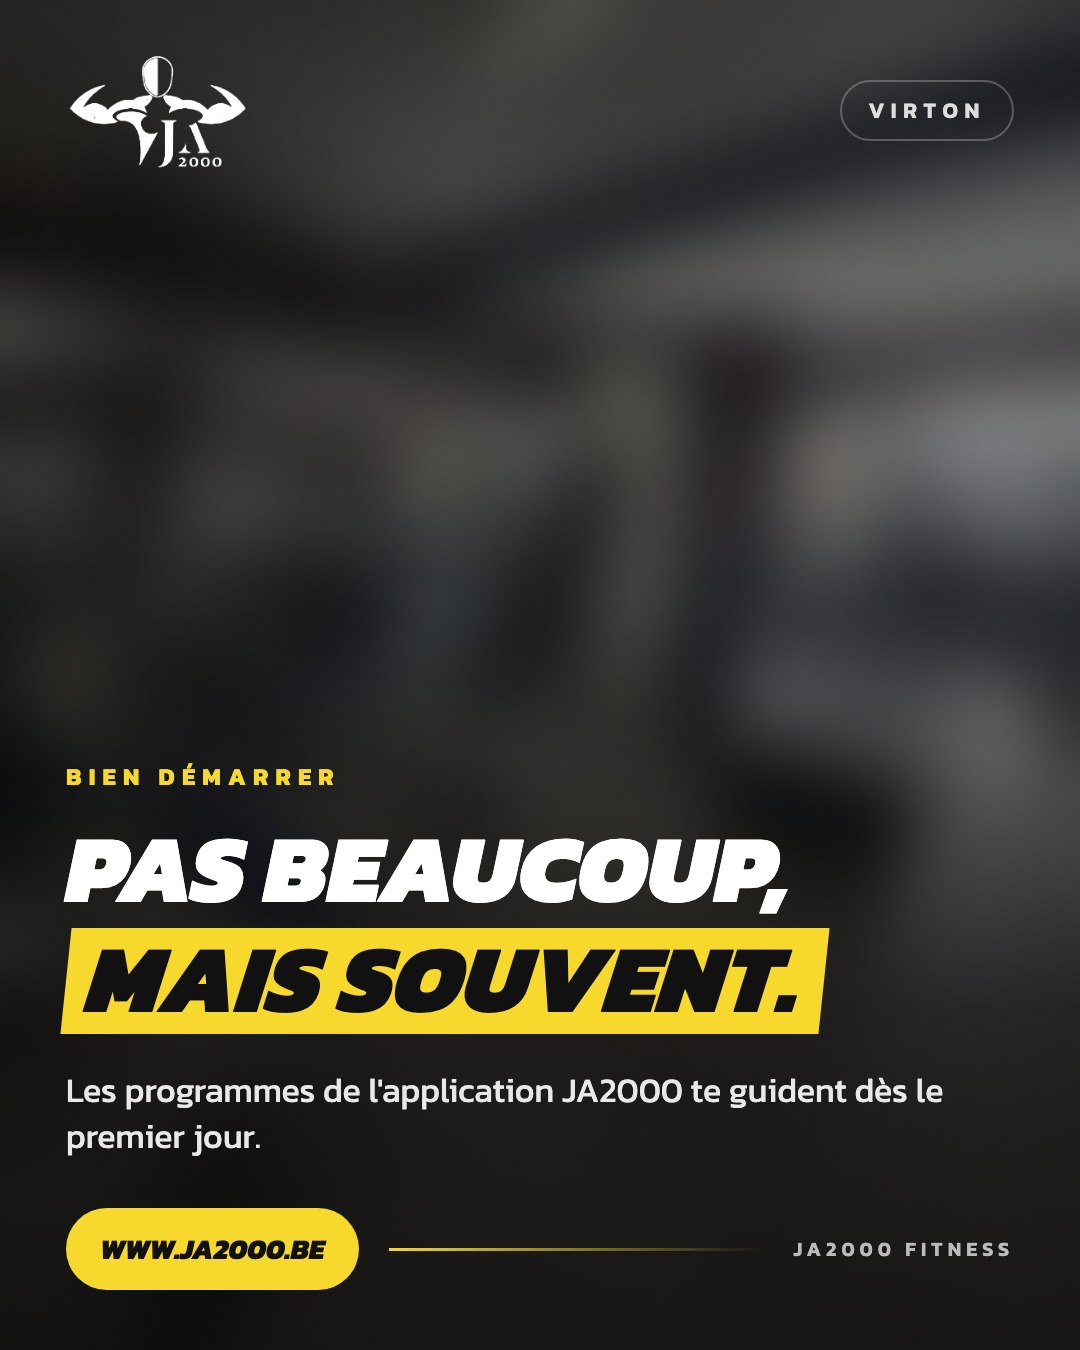 JA
2000
VIRTON
BIEN DÉMARRER
PAS BEAUCOUP,
MAIS SOUVENT.
Les programmes de l'application JA2000 te guident dès le
premier jour.
WWW.JA2000.BE
JA2000 FITNESS